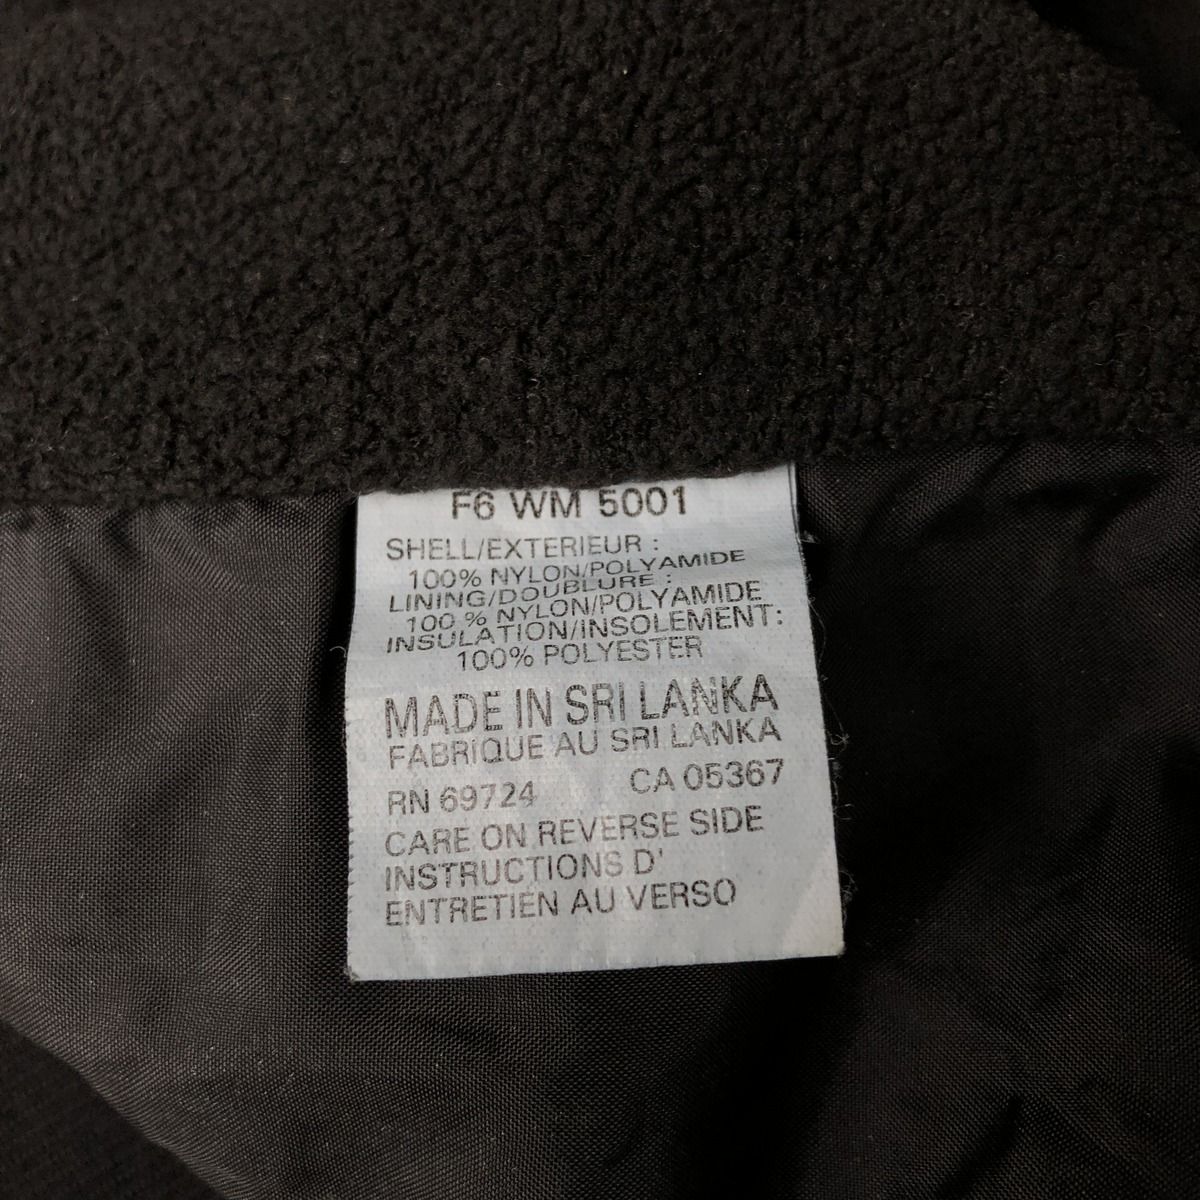 F6 WM 5001
SHELL/EXTERIEUR :
100% NYLON/POLYAMIDE
LINING/DOUBLURE :
100 % NYLON/POLYAMIDE
INSULATION/INSOLEMENT:
100% POLYESTER
MADE IN SRI LANKA
FABRIQUE AU SRI LANKA
RN 69724 CA 05367
CARE ON REVERSE SIDE
INSTRUCTIONS D'
ENTRETIEN AU VERSO